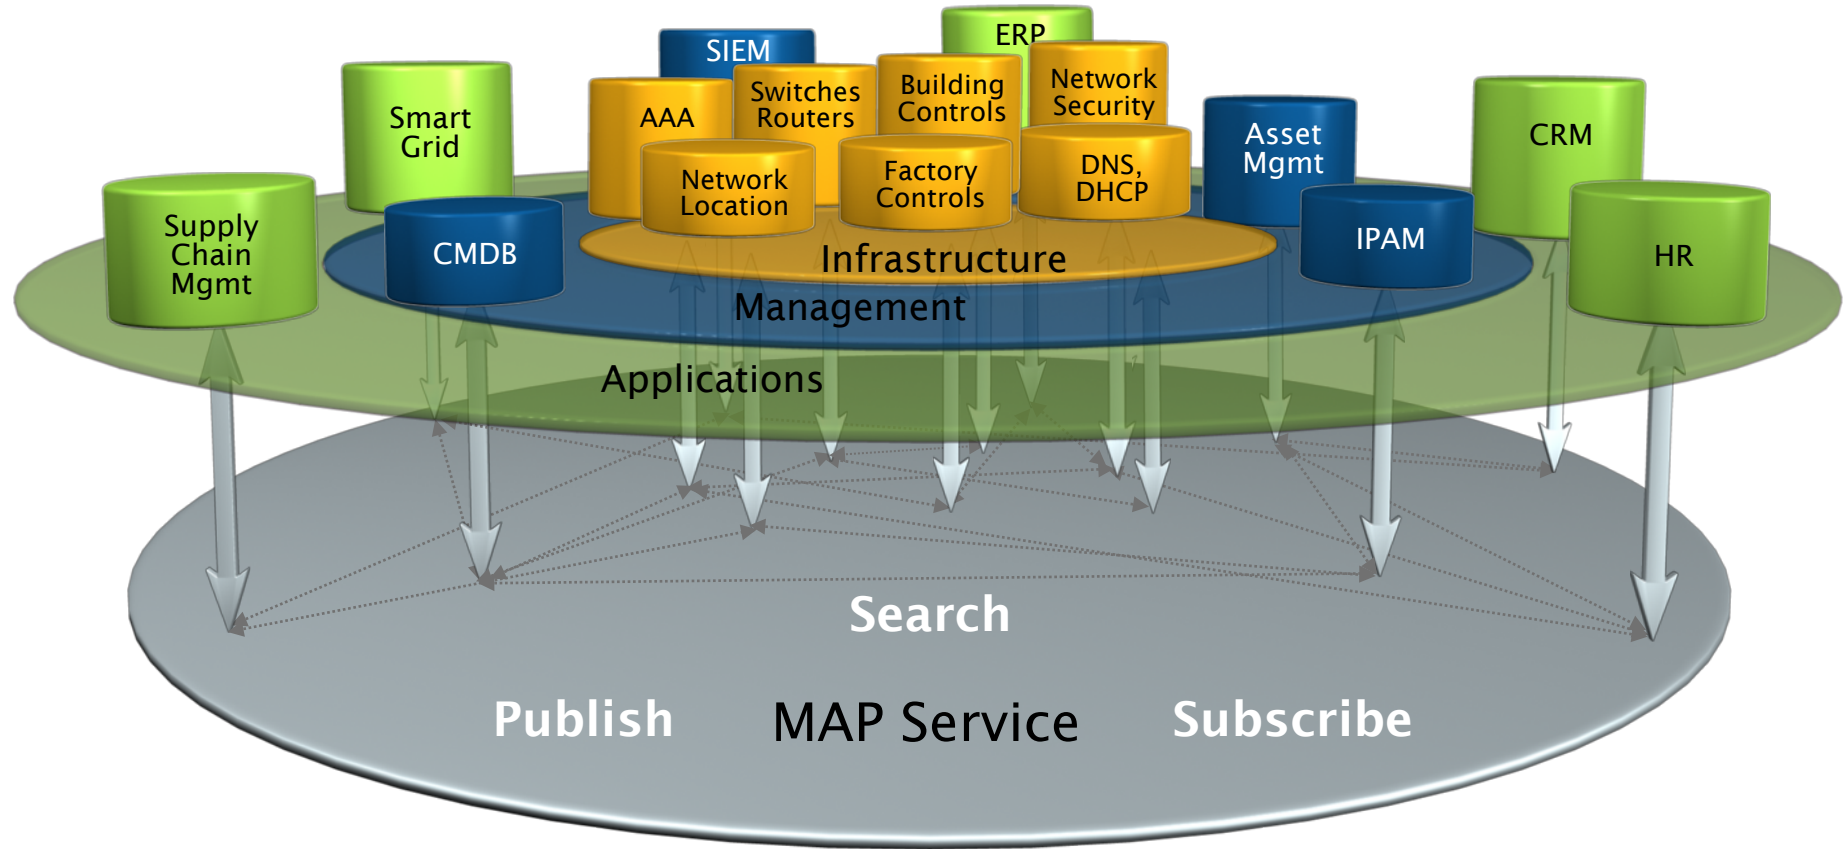 ERP
SIEM
Smart
Grid
AAA
Switches
Routers
Building
Controls
Network
Security
Asset
Mgmt
CRM
Supply
Chain
Mgmt
CMDB
Network
Location
Factory
Controls
DNS,
DHCP
IPAM
HR
Infrastructure
Management
Applications
Search
Publish
MAP Service
Subscribe